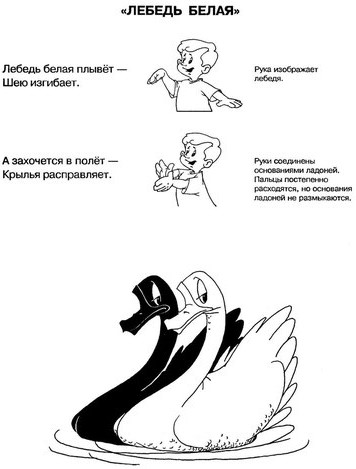 «ЛЕБЕДЬ БЕЛАЯ»
Лебедь белая плывёт —
Шею изгибает.
Рука изображает
лебедя.
А захочется в полёт —
Крылья расправляет.
Руки соединены
основаниями ладоней.
Пальцы постепенно
расходятся, но основания
ладоней не размыкаются.